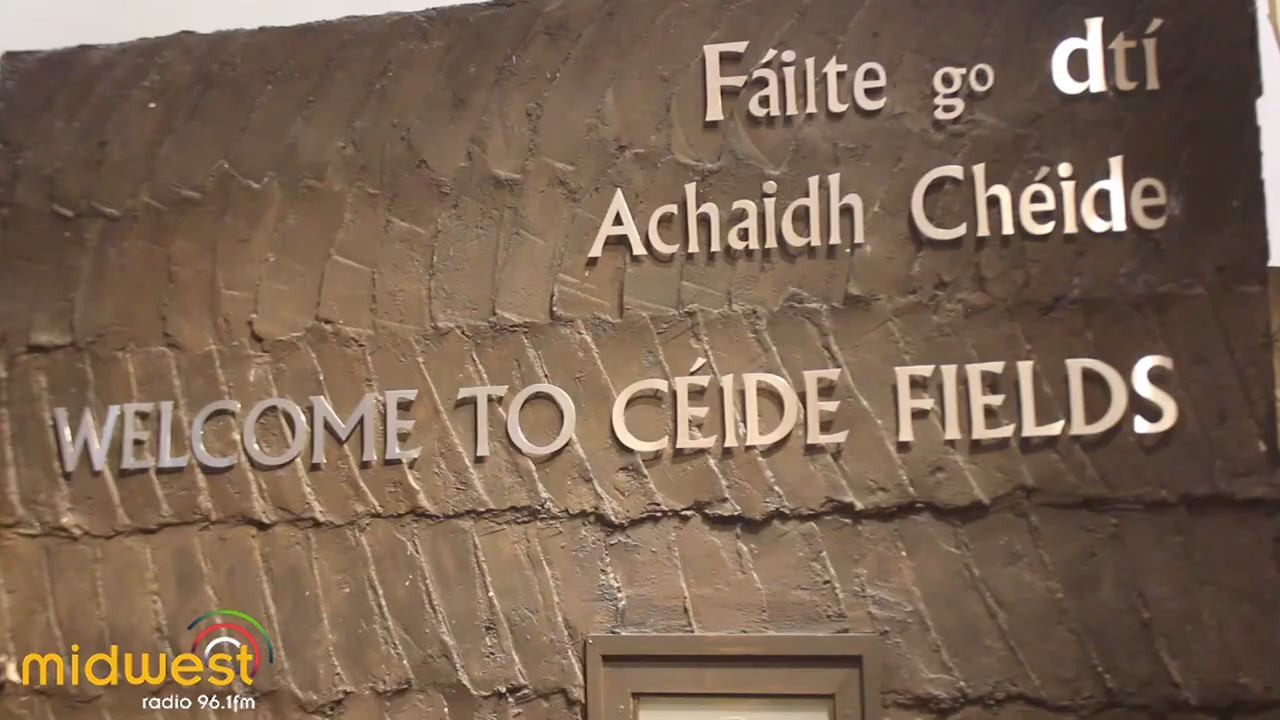 Fáilte go dtí
Achaidh Chéide
WELCOME TO CÉIDE FIELDS
midwest
radio 96.1fm